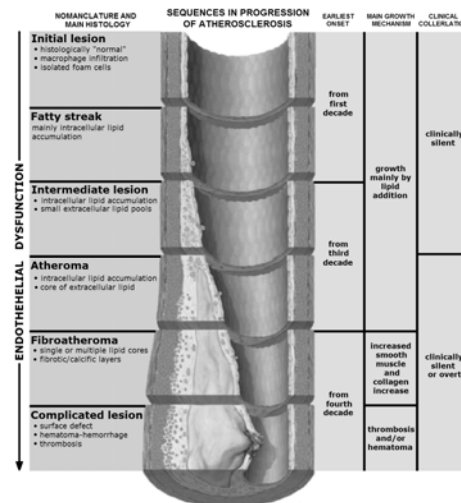 NOMANCLATURE AND
MAIN HISTOLOGY
SEQUENCES IN PROGRESSION
OF ATHEROSCLEROSIS
EARLIEST
ONSET
MAIN GROWTH
MECHANISM
CLINICAL
COLLERLATION
Initial lesion
• histologically "normal"
• macrophage infiltration
• isolated foam cells
Fatty streak
mainly intracellular lipid
accumulation
Intermediate lesion
• intracellular lipid accumulation
• small extracellular lipid pools
Atheroma
• intracellular lipid accumulation
• core of extracellular lipid
Fibroatheroma
• single or multiple lipid cores
• fibrotic/calcific layers
Complicated lesion
• surface defect
• hematoma-hemorrhage
• thrombosis
from
first
decade
from
third
decade
from
fourth
decade
growth
mainly by
lipid
addition
increased
smooth
muscle
and
collagen
increase
thrombosis
and/or
hematoma
clinically
silent
clinically
silent
or overt
ENDOTHEHELIAL DYSFUNCTION